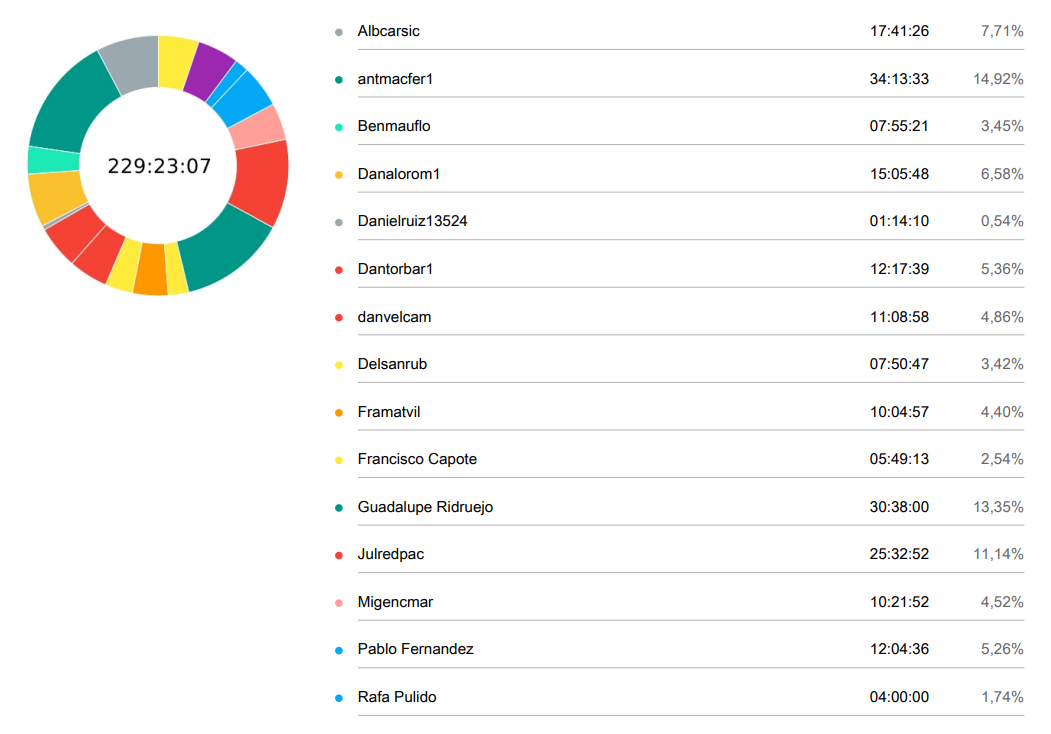 229:23:07
Albcarsic 17:41:26 7,71%
antmacfer1 34:13:33 14,92%
Benmauflo 07:55:21 3,45%
Danalorom1 15:05:48 6,58%
Danielruiz13524 01:14:10 0,54%
Dantorbar1 12:17:39 5,36%
danvelcam 11:08:58 4,86%
Delsanrub 07:50:47 3,42%
Framatvil 10:04:57 4,40%
Francisco Capote 05:49:13 2,54%
Guadalupe Ridruejo 30:38:00 13,35%
Julredpac 25:32:52 11,14%
Migencmar 10:21:52 4,52%
Pablo Fernandez 12:04:36 5,26%
Rafa Pulido 04:00:00 1,74%